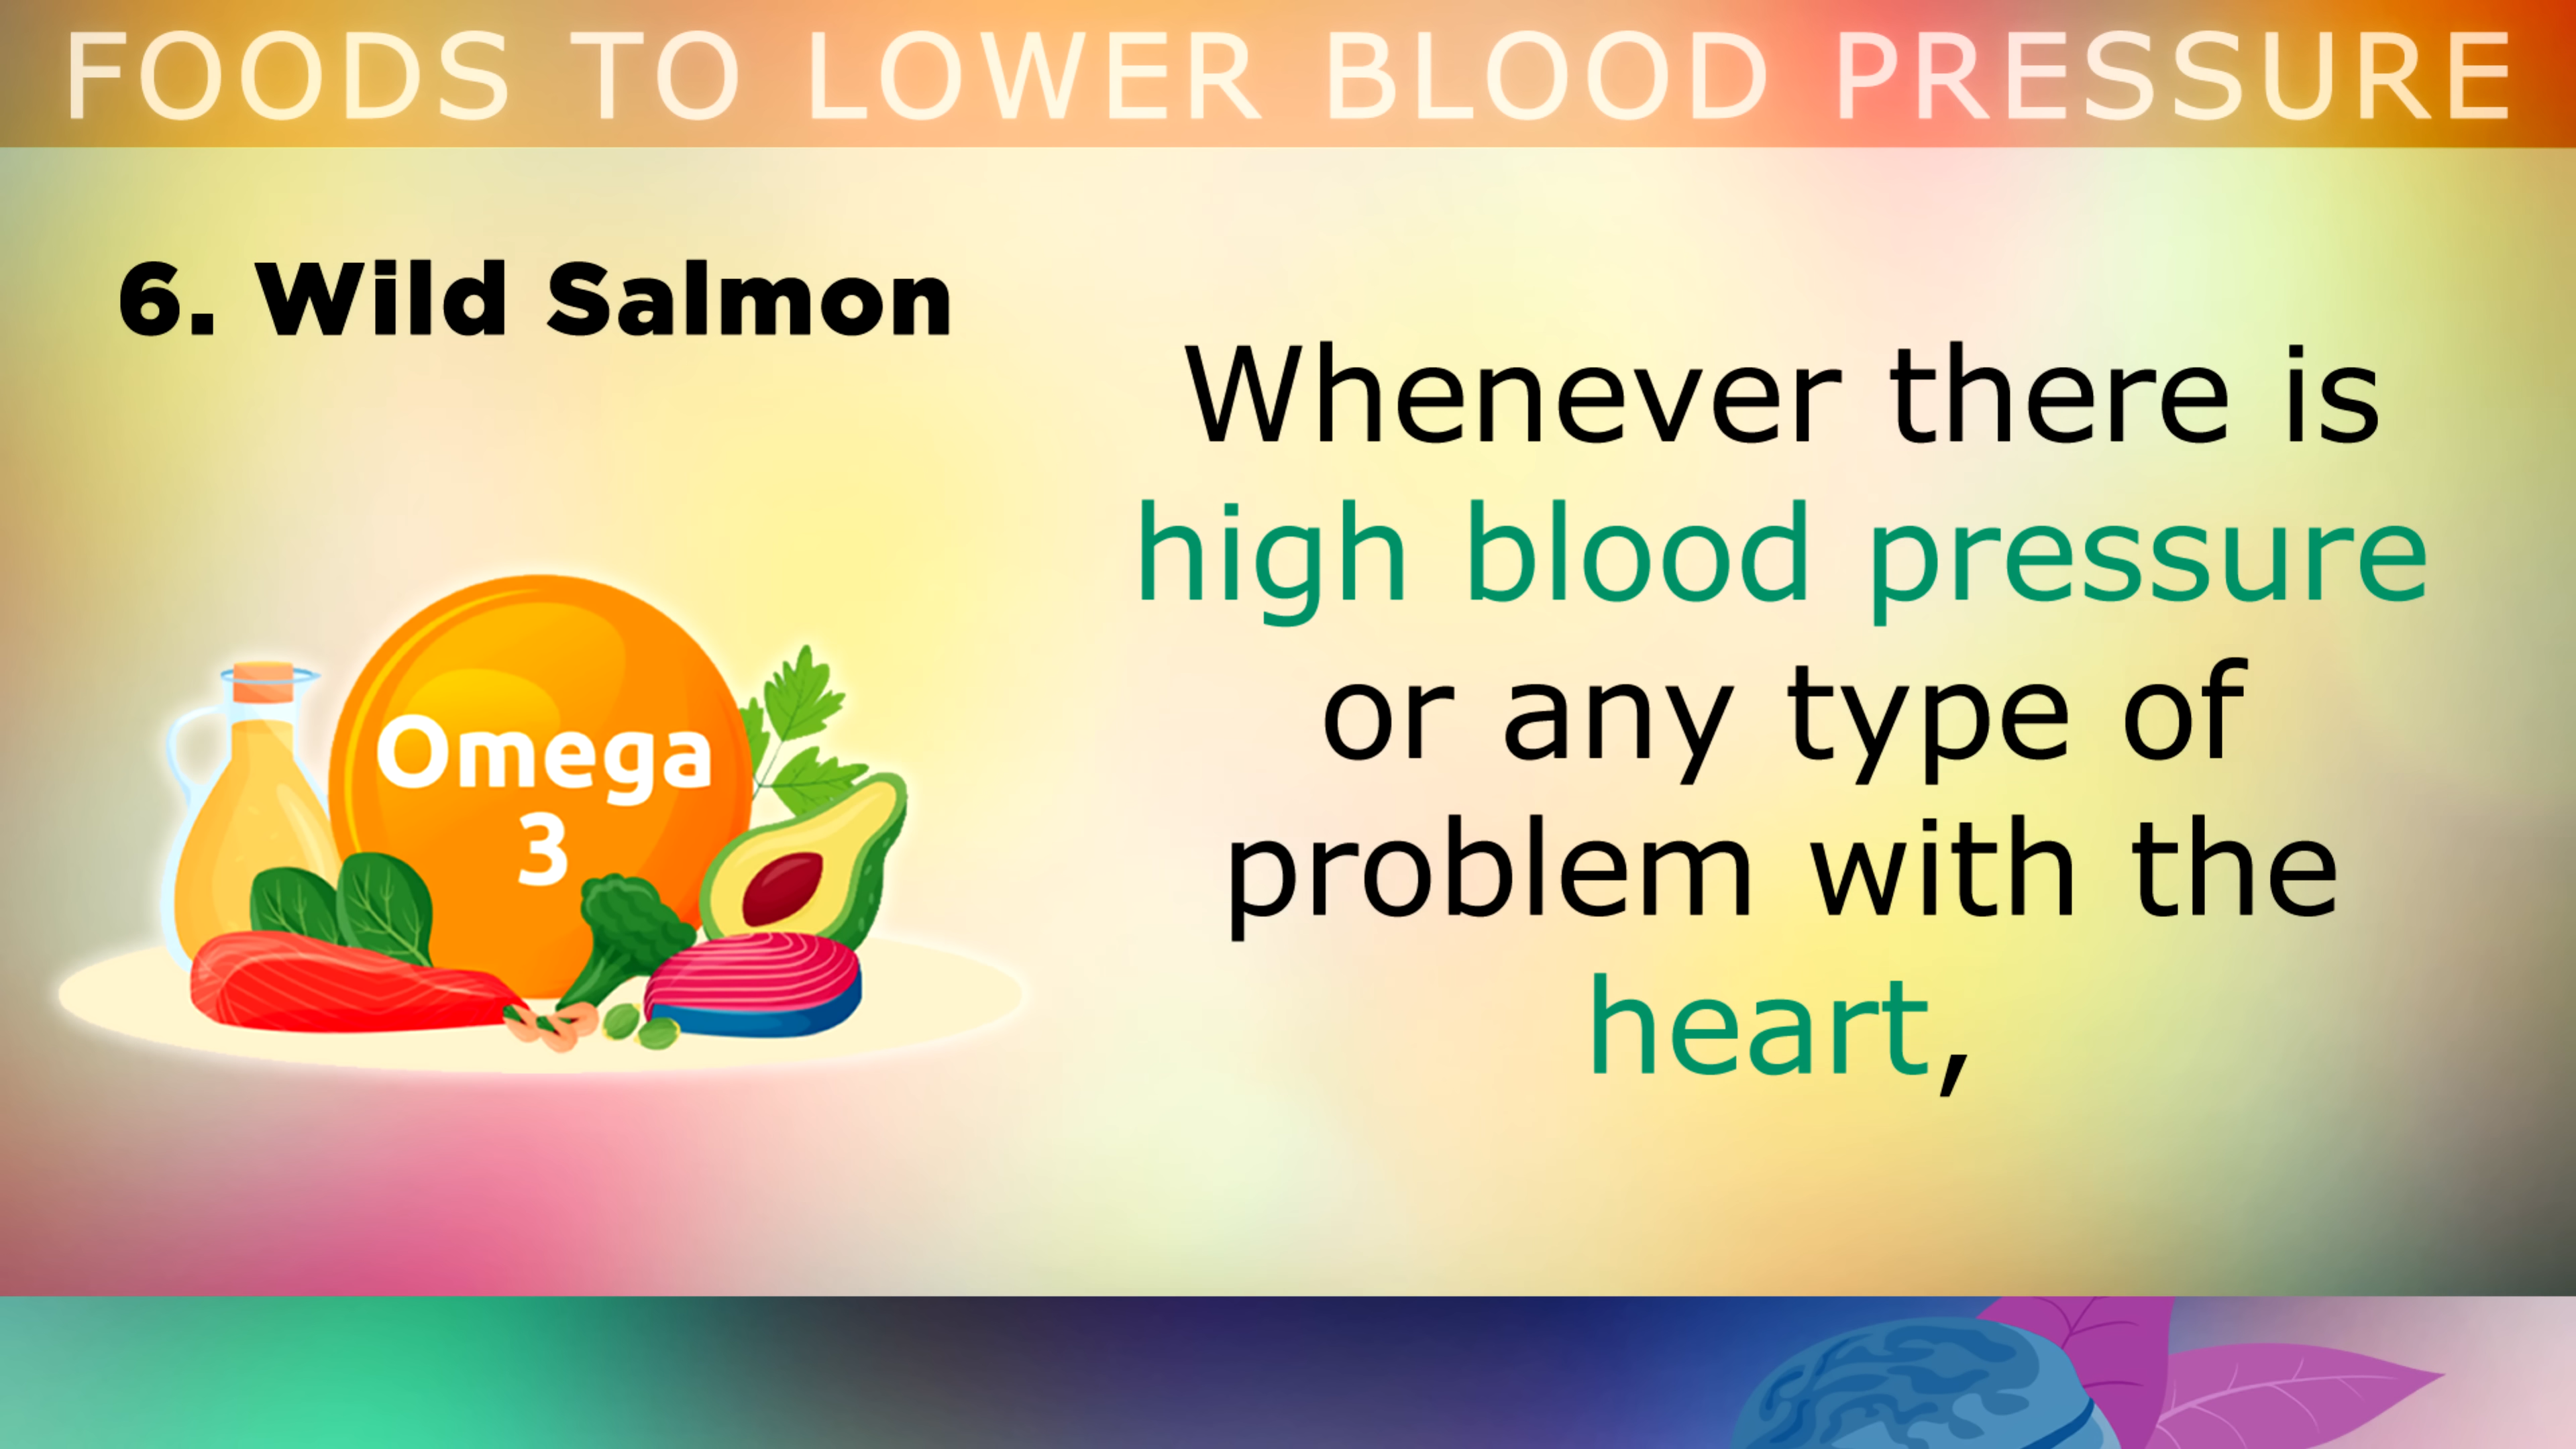 FOODS TO LOWER BLOOD PRESSURE
6. Wild Salmon
Omega
3
Whenever there is
high blood pressure
or any type of
problem with the
heart,